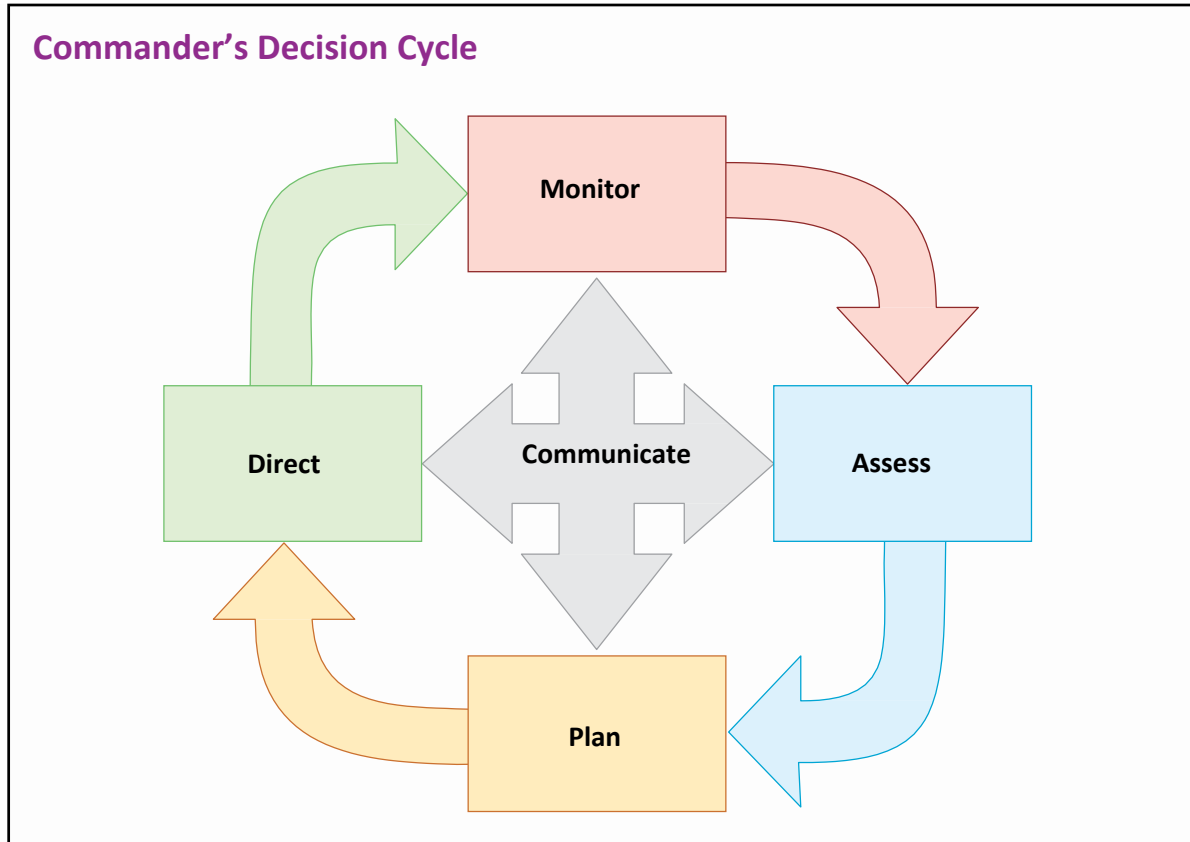 Commander’s Decision Cycle
Monitor
Direct
Communicate
Assess
Plan